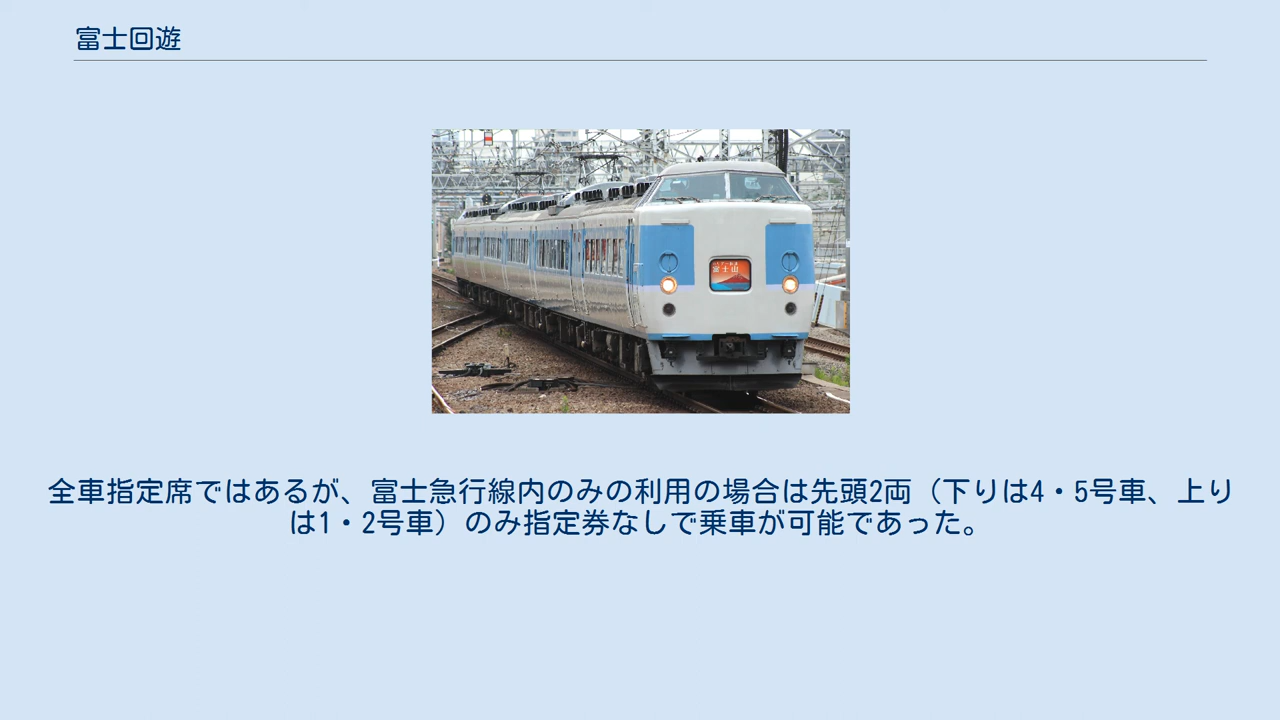 富士回遊
富士山
全車指定席ではあるが、富士急行線内のみの利用の場合は先頭2両（下りは4・5号車、上り
は1・2号車）のみ指定券なしで乗車が可能であった。